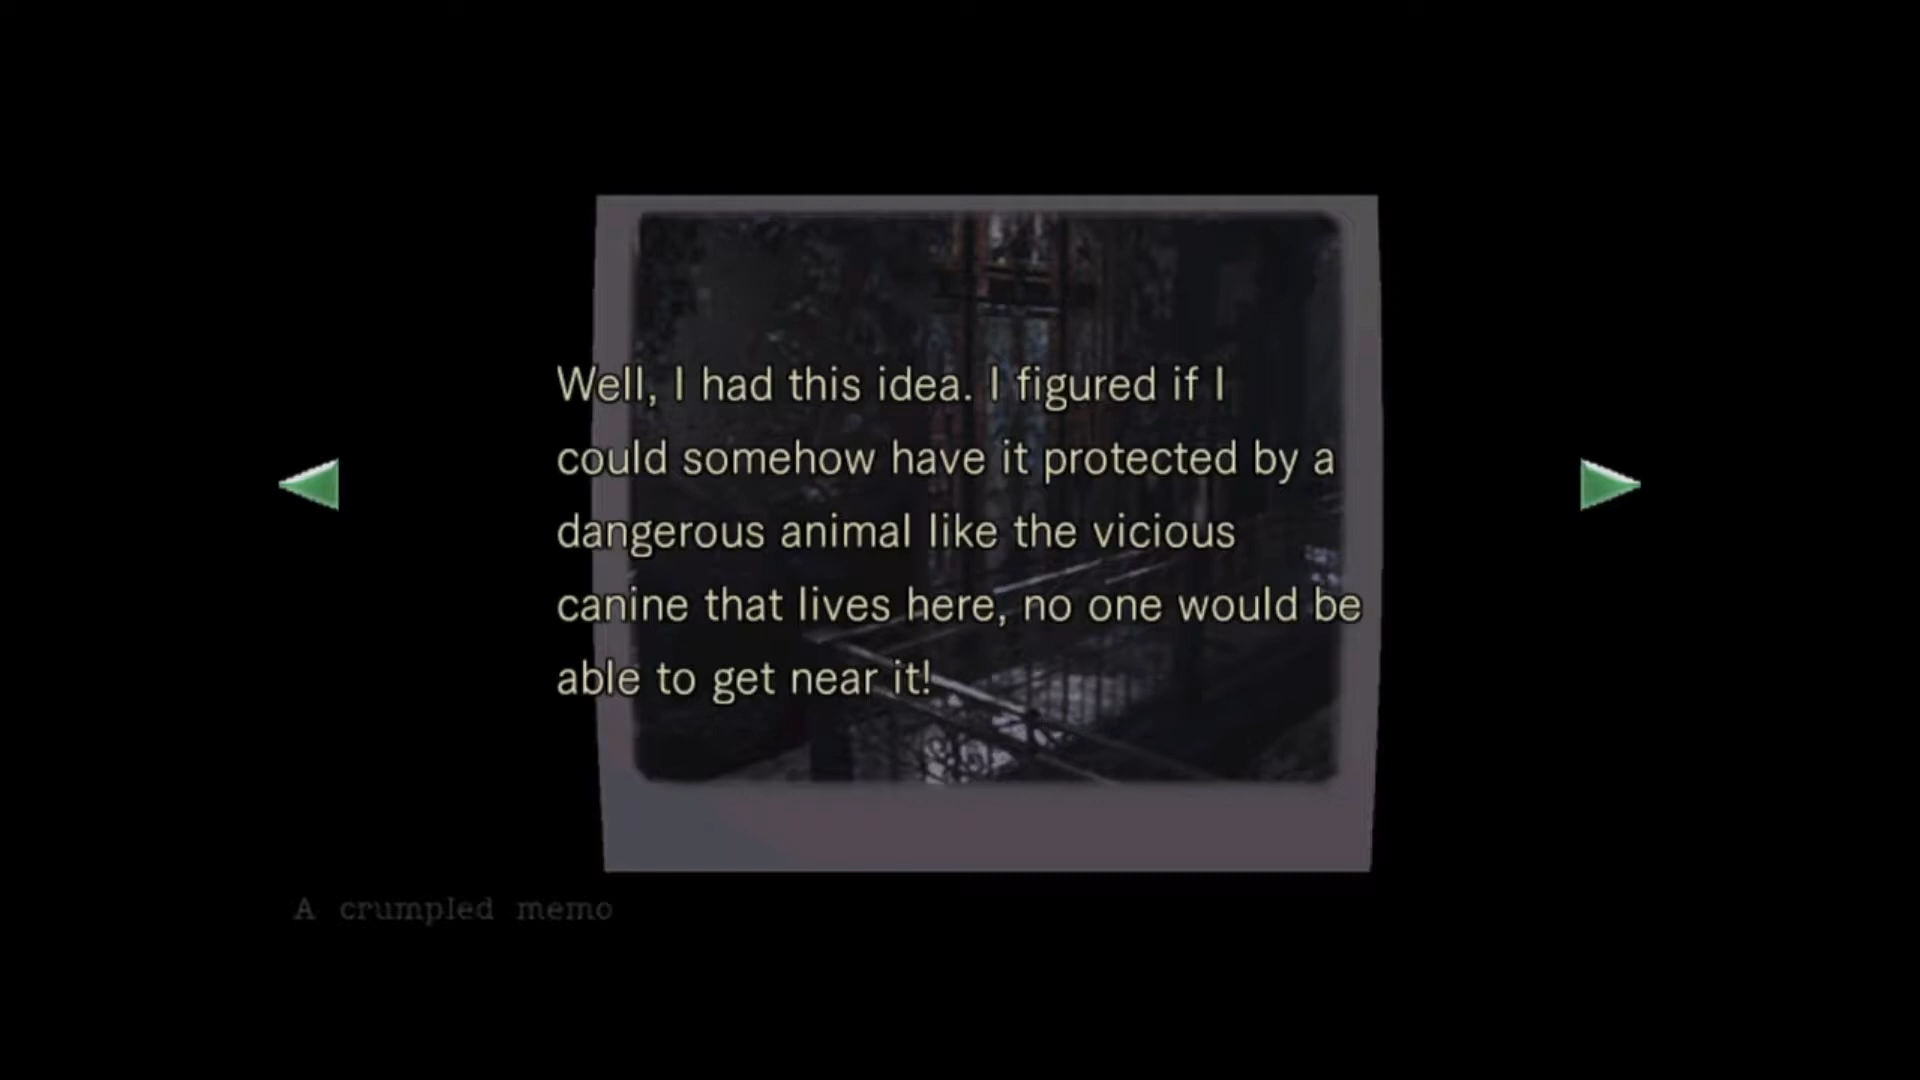 Well, I had this idea. I figured if I
could somehow have it protected by a
dangerous animal like the vicious
canine that lives here, no one would be
able to get near it!
A crumpled memo